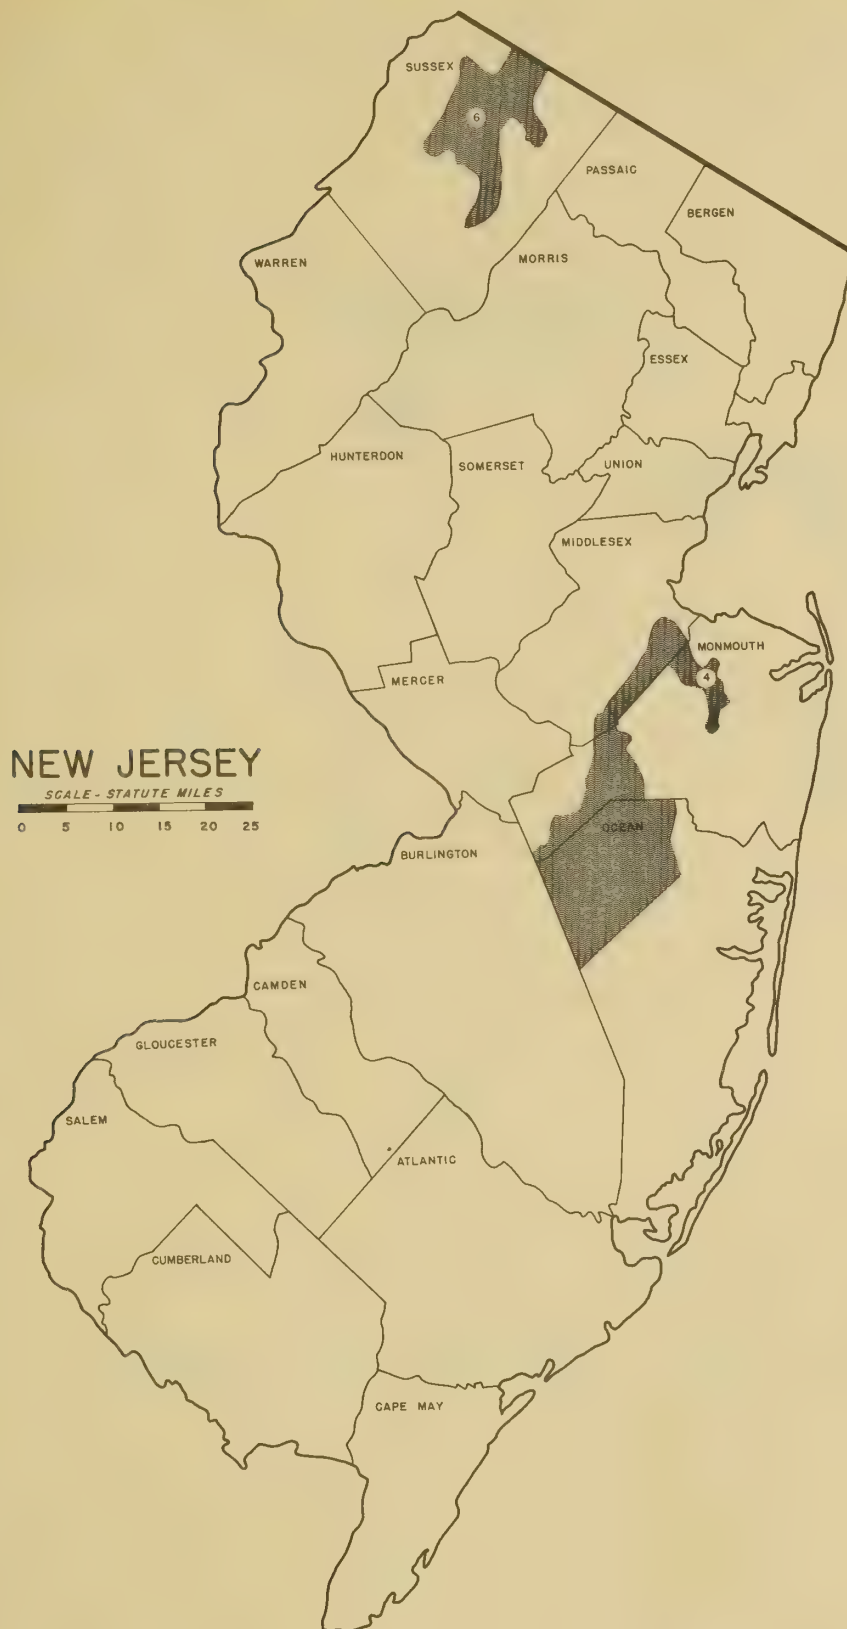 SUSSEX
6
PASSAIC
BERGEN
WARREN
MORRIS
ESSEX
HUNTERDON
SOMERSET
UNION
MIDDLESEX
MONMOUTH
4
MERCER
NEW JERSEY
SCALE - STATUTE MILES
0 5 10 15 20 25
OCEAN
BURLINGTON
CAMDEN
GLOUCESTER
SALEM
ATLANTIC
CUMBERLAND
CAPE MAY